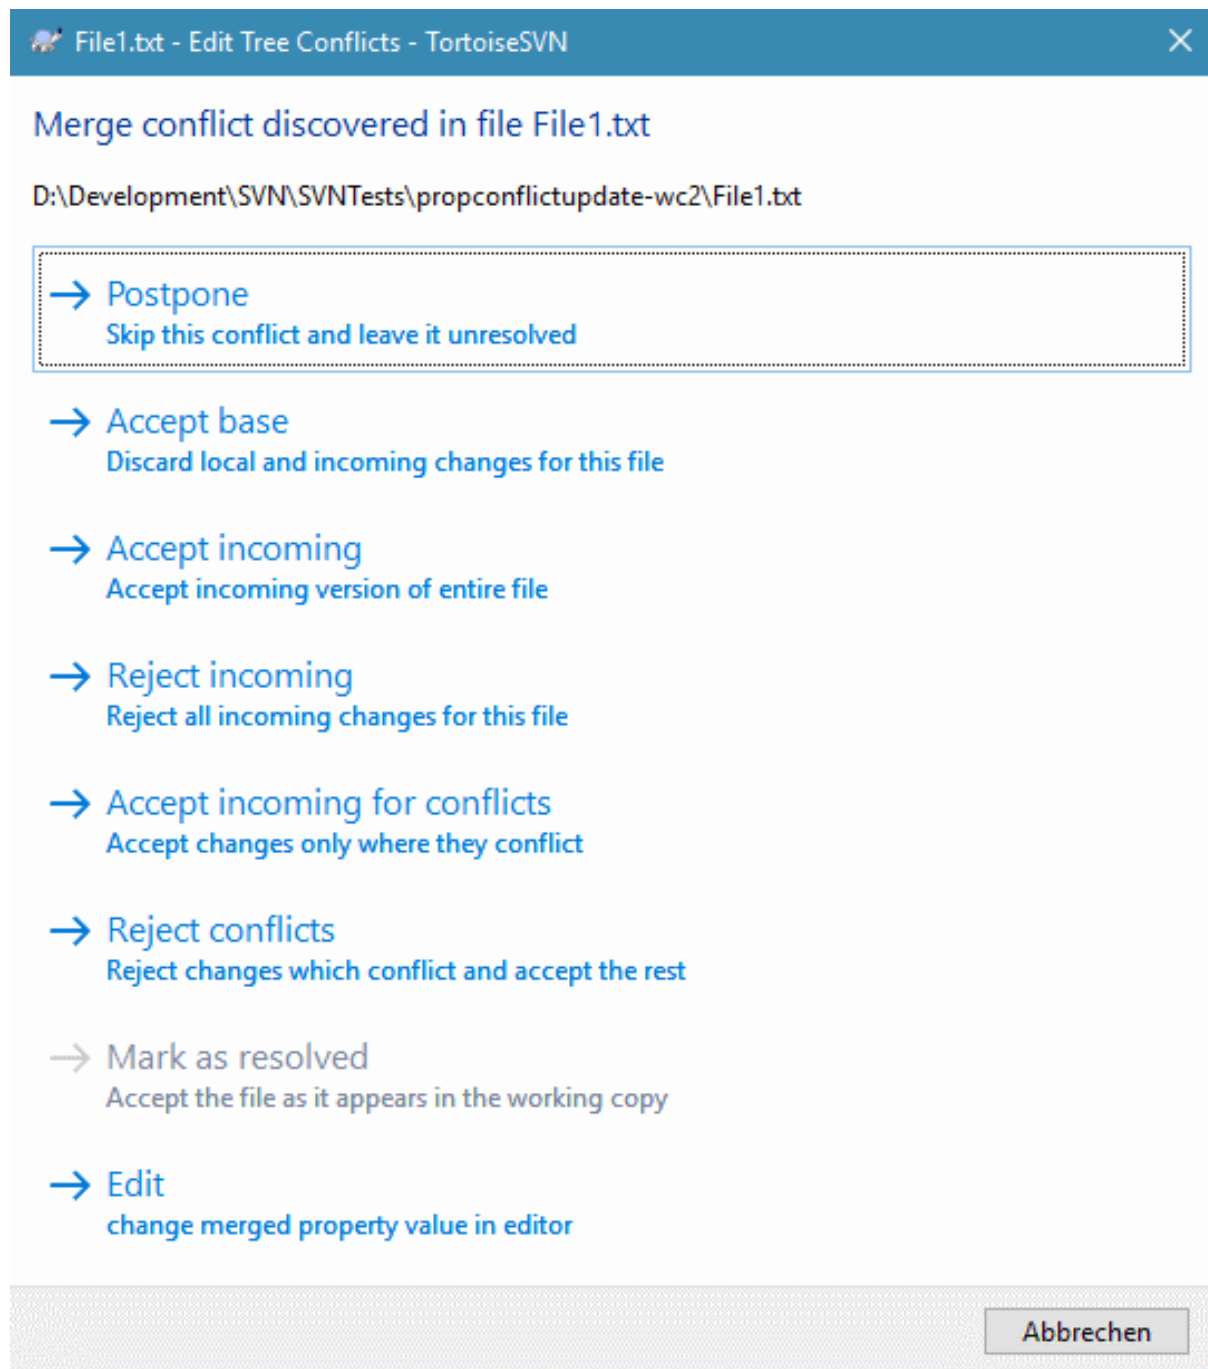 File1.txt - Edit Tree Conflicts - TortoiseSVN
Merge conflict discovered in file File1.txt
D:\Development\SVN\SVNTests\propconflictupdate-wc2\File1.txt
Postpone
Skip this conflict and leave it unresolved
Accept base
Discard local and incoming changes for this file
Accept incoming
Accept incoming version of entire file
Reject incoming
Reject all incoming changes for this file
Accept incoming for conflicts
Accept changes only where they conflict
Reject conflicts
Reject changes which conflict and accept the rest
Mark as resolved
Accept the file as it appears in the working copy
Edit
change merged property value in editor
Abbrechen